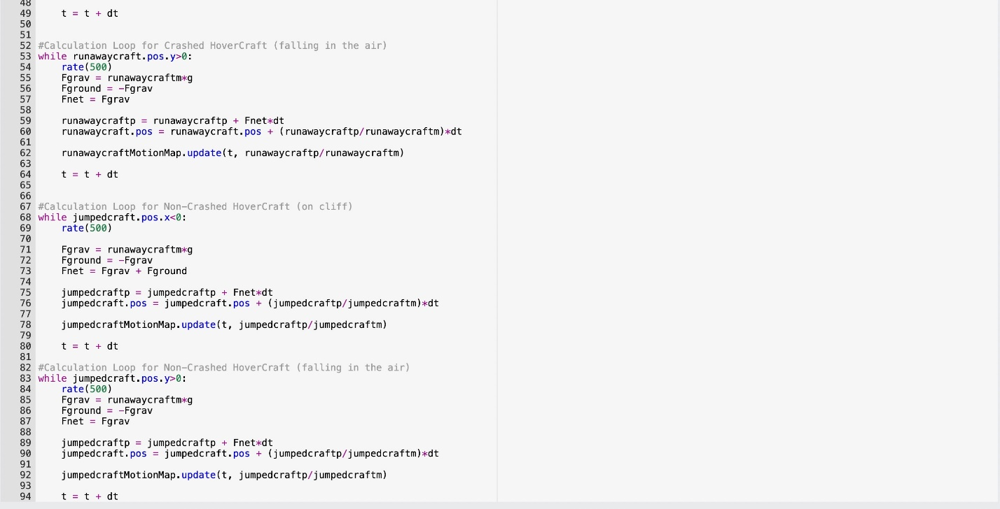 48
49 t = t + dt
50
51
52 #Calculation Loop for Crashed HoverCraft (falling in the air)
53 while runawaycraft.pos.y>0:
54 rate(500)
55 Fgrav = runawaycraftm*g
56 Fground = -Fgrav
57 Fnet = Fgrav
58
59 runawaycraftp = runawaycraftp + Fnet*dt
60 runawaycraft.pos = runawaycraft.pos + (runawaycraftp/runawaycraftm)*dt
61
62 runawaycraftMotionMap.update(t, runawaycraftp/runawaycraftm)
63
64 t = t + dt
65
66
67 #Calculation Loop for Non-Crashed HoverCraft (on cliff)
68 while jumpedcraft.pos.x<0:
69 rate(500)
70
71 Fgrav = runawaycraftm*g
72 Fground = -Fgrav
73 Fnet = Fgrav + Fground
74
75 jumpedcraftp = jumpedcraftp + Fnet*dt
76 jumpedcraft.pos = jumpedcraft.pos + (jumpedcraftp/jumpedcraftm)*dt
77
78 jumpedcraftMotionMap.update(t, jumpedcraftp/jumpedcraftm)
79
80 t = t + dt
81
82 #Calculation Loop for Non-Crashed HoverCraft (falling in the air)
83 while jumpedcraft.pos.y>0:
84 rate(500)
85 Fgrav = runawaycraftm*g
86 Fground = -Fgrav
87 Fnet = Fgrav
88
89 jumpedcraftp = jumpedcraftp + Fnet*dt
90 jumpedcraft.pos = jumpedcraft.pos + (jumpedcraftp/jumpedcraftm)*dt
91
92 jumpedcraftMotionMap.update(t, jumpedcraftp/jumpedcraftm)
93
94 t = t + dt